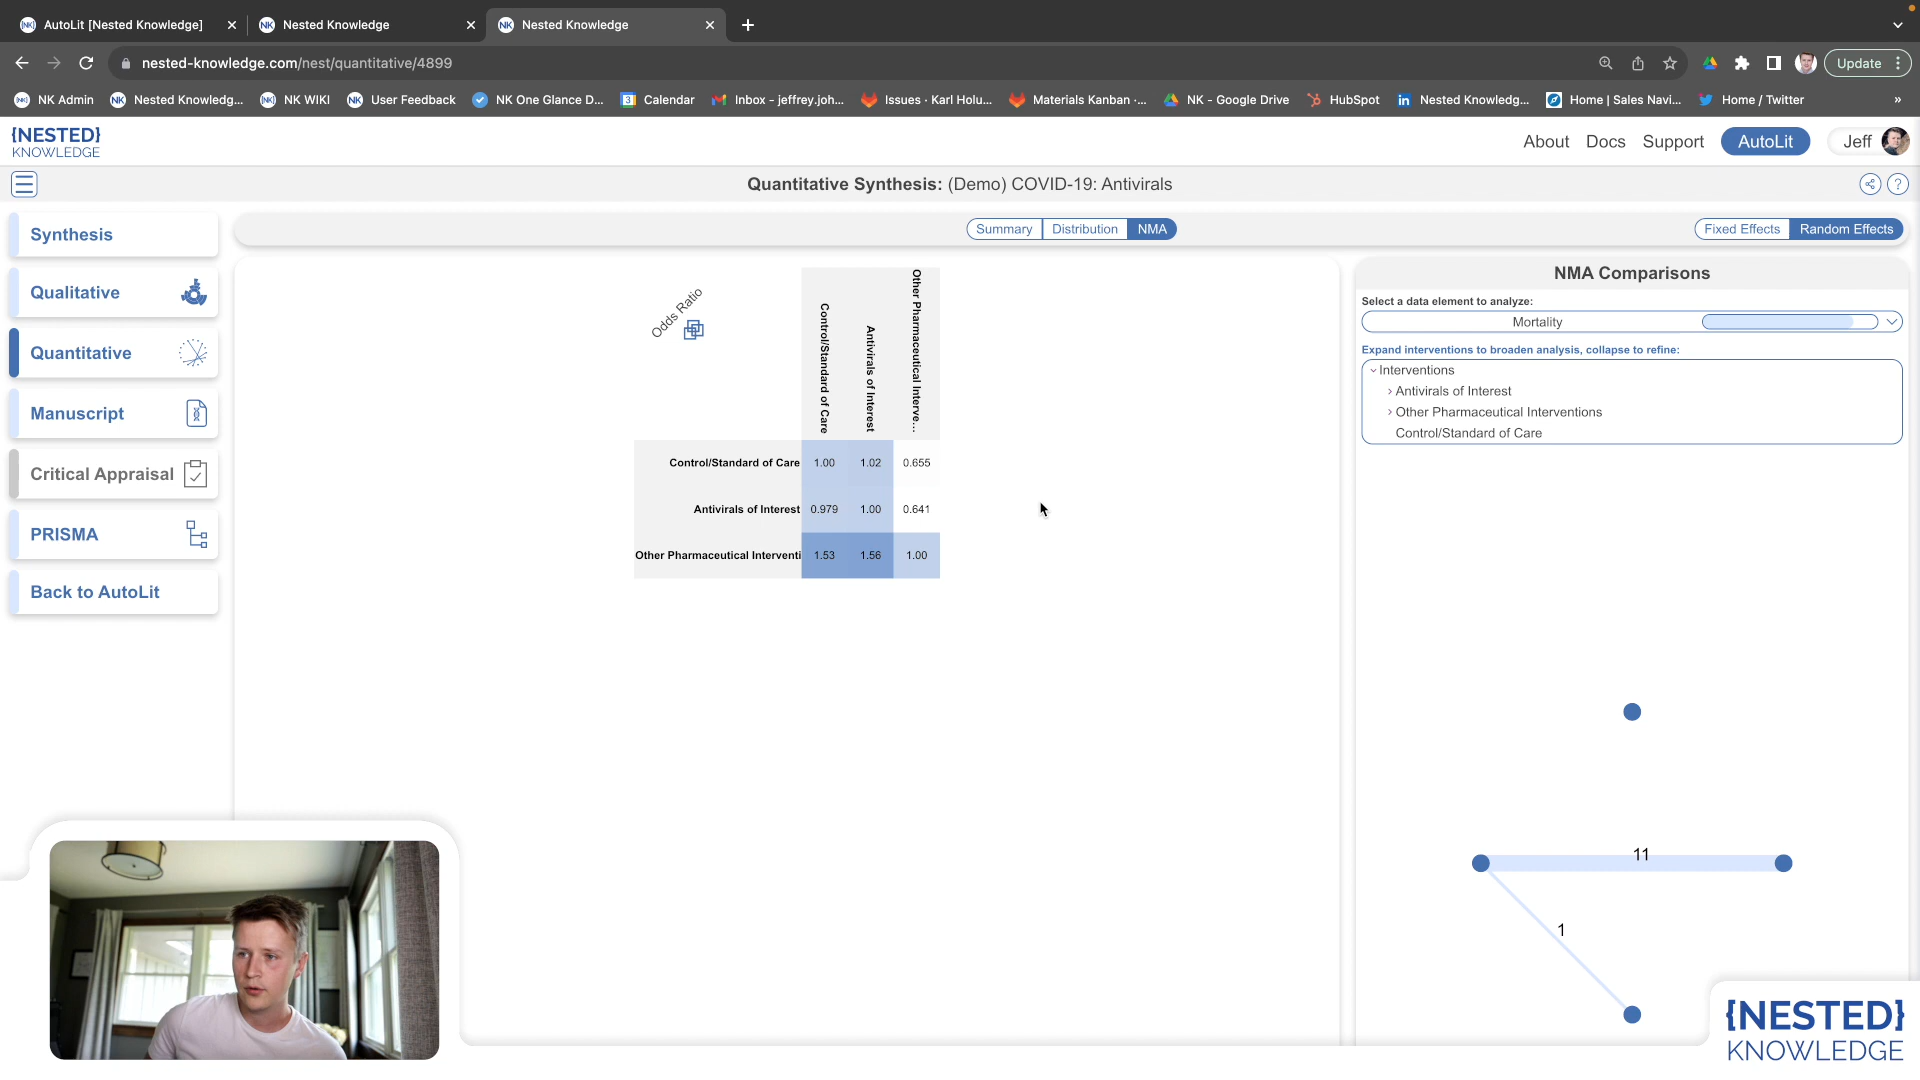 AutoLit [Nested Knowledge]
Nested Knowledge
Nested Knowledge
nested-knowledge.com/nest/quantitative/4899
Update
NK Admin
Nested Knowledg...
NK WIKI
User Feedback
NK One Glance D...
Calendar
Inbox - jeffrey.joh...
Issues · Karl Holu...
Materials Kanban ·...
NK - Google Drive
HubSpot
Nested Knowledg...
Home | Sales Navi...
Home / Twitter
»
{NESTED}
KNOWLEDGE
About
Docs
Support
AutoLit
Jeff
Quantitative Synthesis: (Demo) COVID-19: Antivirals
?
Synthesis
Qualitative
Quantitative
Manuscript
Critical Appraisal
PRISMA
Back to AutoLit
Summary
Distribution
NMA
Fixed Effects
Random Effects
Odds Ratio
Control/Standard of Care
Antivirals of Interest
Other Pharmaceutical Interve...
Control/Standard of Care 1.00 1.02 0.655
Antivirals of Interest 0.979 1.00 0.641
Other Pharmaceutical Interventi 1.53 1.56 1.00
NMA Comparisons
Select a data element to analyze:
Mortality
Expand interventions to broaden analysis, collapse to refine:
Interventions
Antivirals of Interest
Other Pharmaceutical Interventions
Control/Standard of Care
11
1
{NESTED}
KNOWLEDGE